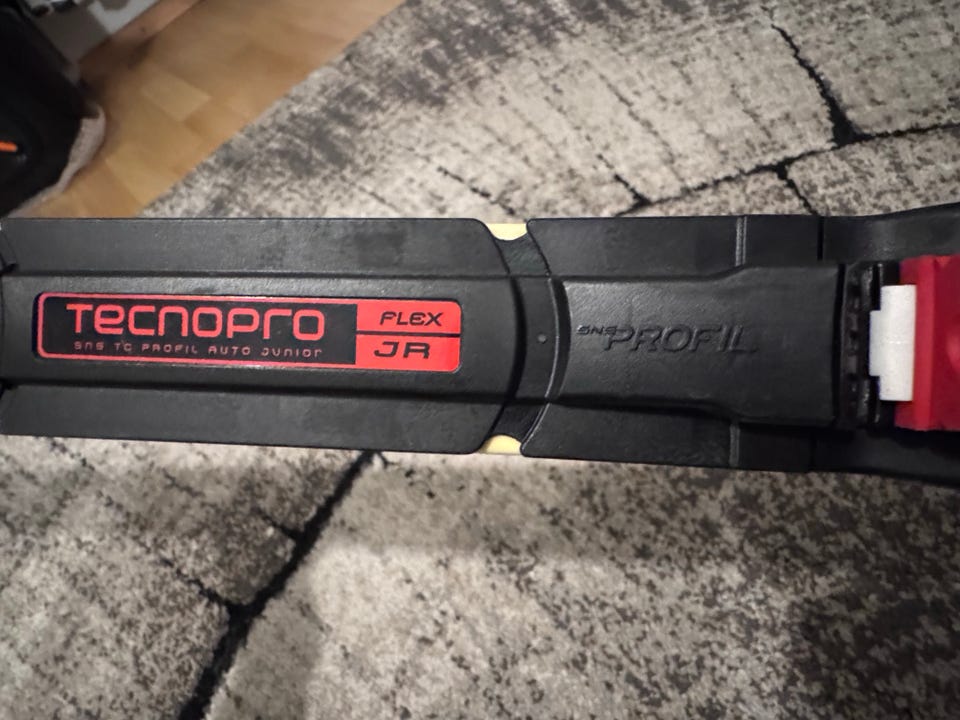 TECNOPRO
SNS TC PROFIL AUTO JUNIOR
FLEX
JR
SNS PROFIL